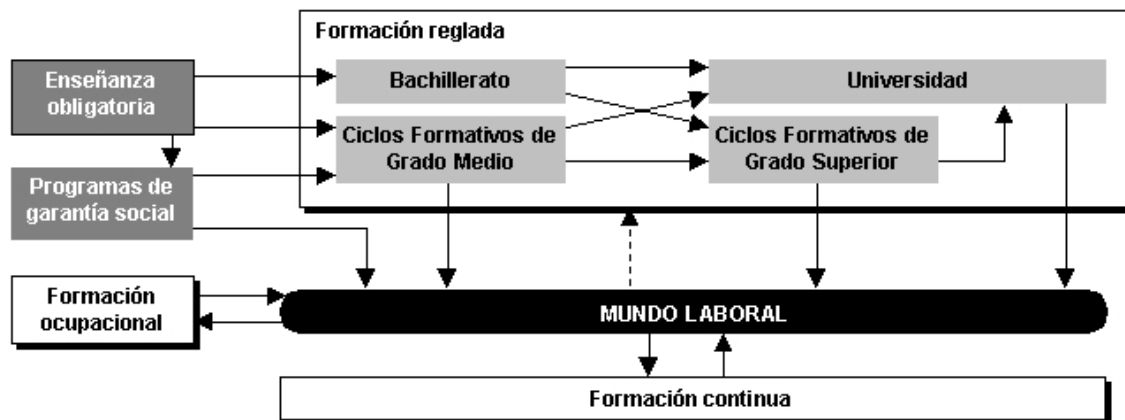 Formación reglada
Enseñanza
obligatoria
Bachillerato
Universidad
Ciclos Formativos de
Grado Medio
Ciclos Formativos de
Grado Superior
Programas de
garantía social
Formación
ocupacional
MUNDO LABORAL
Formación continua